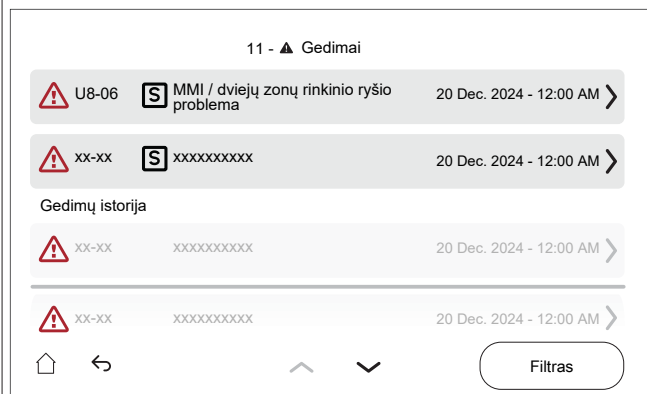 11 - Gedimai
U8-06 S MMI / dviejų zonų rinkinio ryšio 20 Dec. 2024 - 12:00 AM
problema
xx-xx S xxxxxxxxxx 20 Dec. 2024 - 12:00 AM
Gedimų istorija
xx-xx xxxxxxxxxx 20 Dec. 2024 - 12:00 AM
xx-xx xxxxxxxxxx 20 Dec. 2024 - 12:00 AM
Filtras